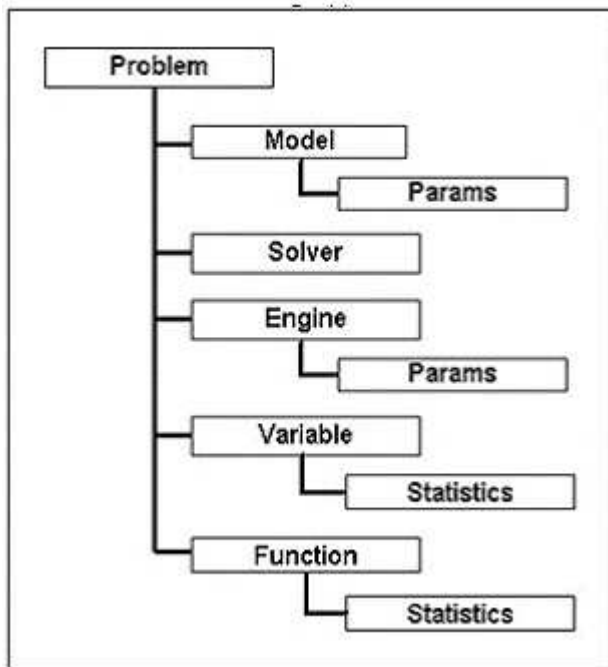 Problem
Model
Params
Solver
Engine
Params
Variable
Statistics
Function
Statistics